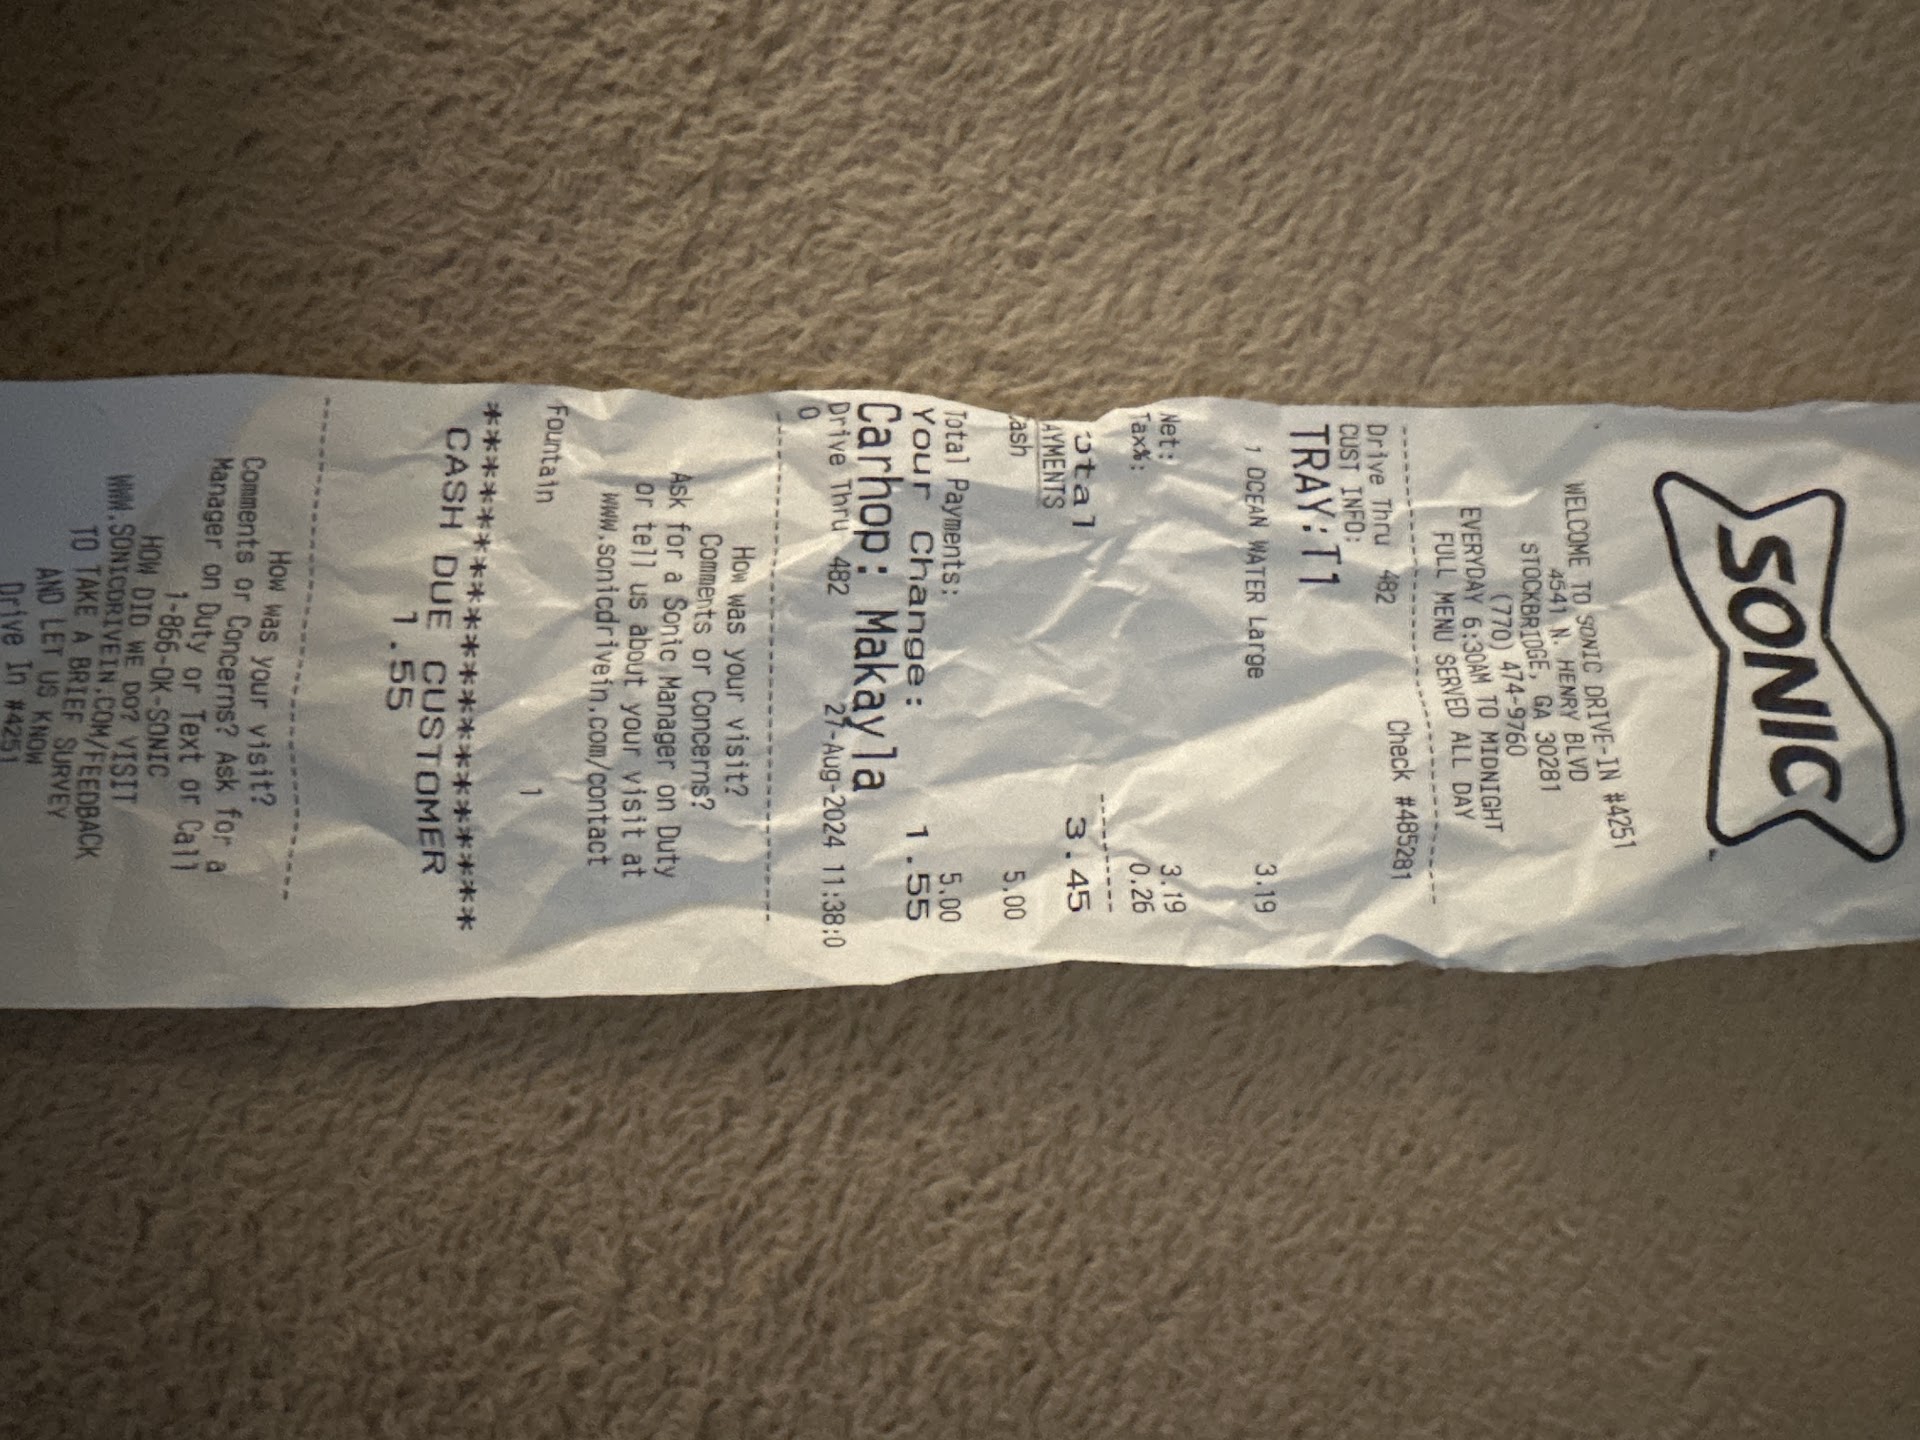 SONIC
WELCOME TO SONIC DRIVE-IN #4251
4541 N. HENRY BLVD
STOCKBRIDGE, GA 30281
(770) 474-9760
EVERYDAY 6:30AM TO MIDNIGHT
FULL MENU SERVED ALL DAY
Drive Thru 482 Check #485281
CUST INFO:
TRAY:T1
1 OCEAN WATER Large 3.19
Net: 3.19
Tax%: 0.26
otal 3.45
AYMENTS
ash 5.00
Total Payments: 5.00
Your Change: 1.55
Carhop: Makayla
Drive Thru 482 27-Aug-2024 11:38:0
0
How was your visit?
Comments or Concerns?
Ask for a Sonic Manager on Duty
or tell us about your visit at
www.sonicdrivein.com/contact
Fountain 1
*************************
CASH DUE CUSTOMER
1.55
How was your visit?
Comments or Concerns? Ask for a
Manager on Duty or Text or Call
1-866-OK-SONIC
HOW DID WE DO? VISIT
WWW.SONICDRIVEIN.COM/FEEDBACK
TO TAKE A BRIEF SURVEY
AND LET US KNOW
Drive In #4251